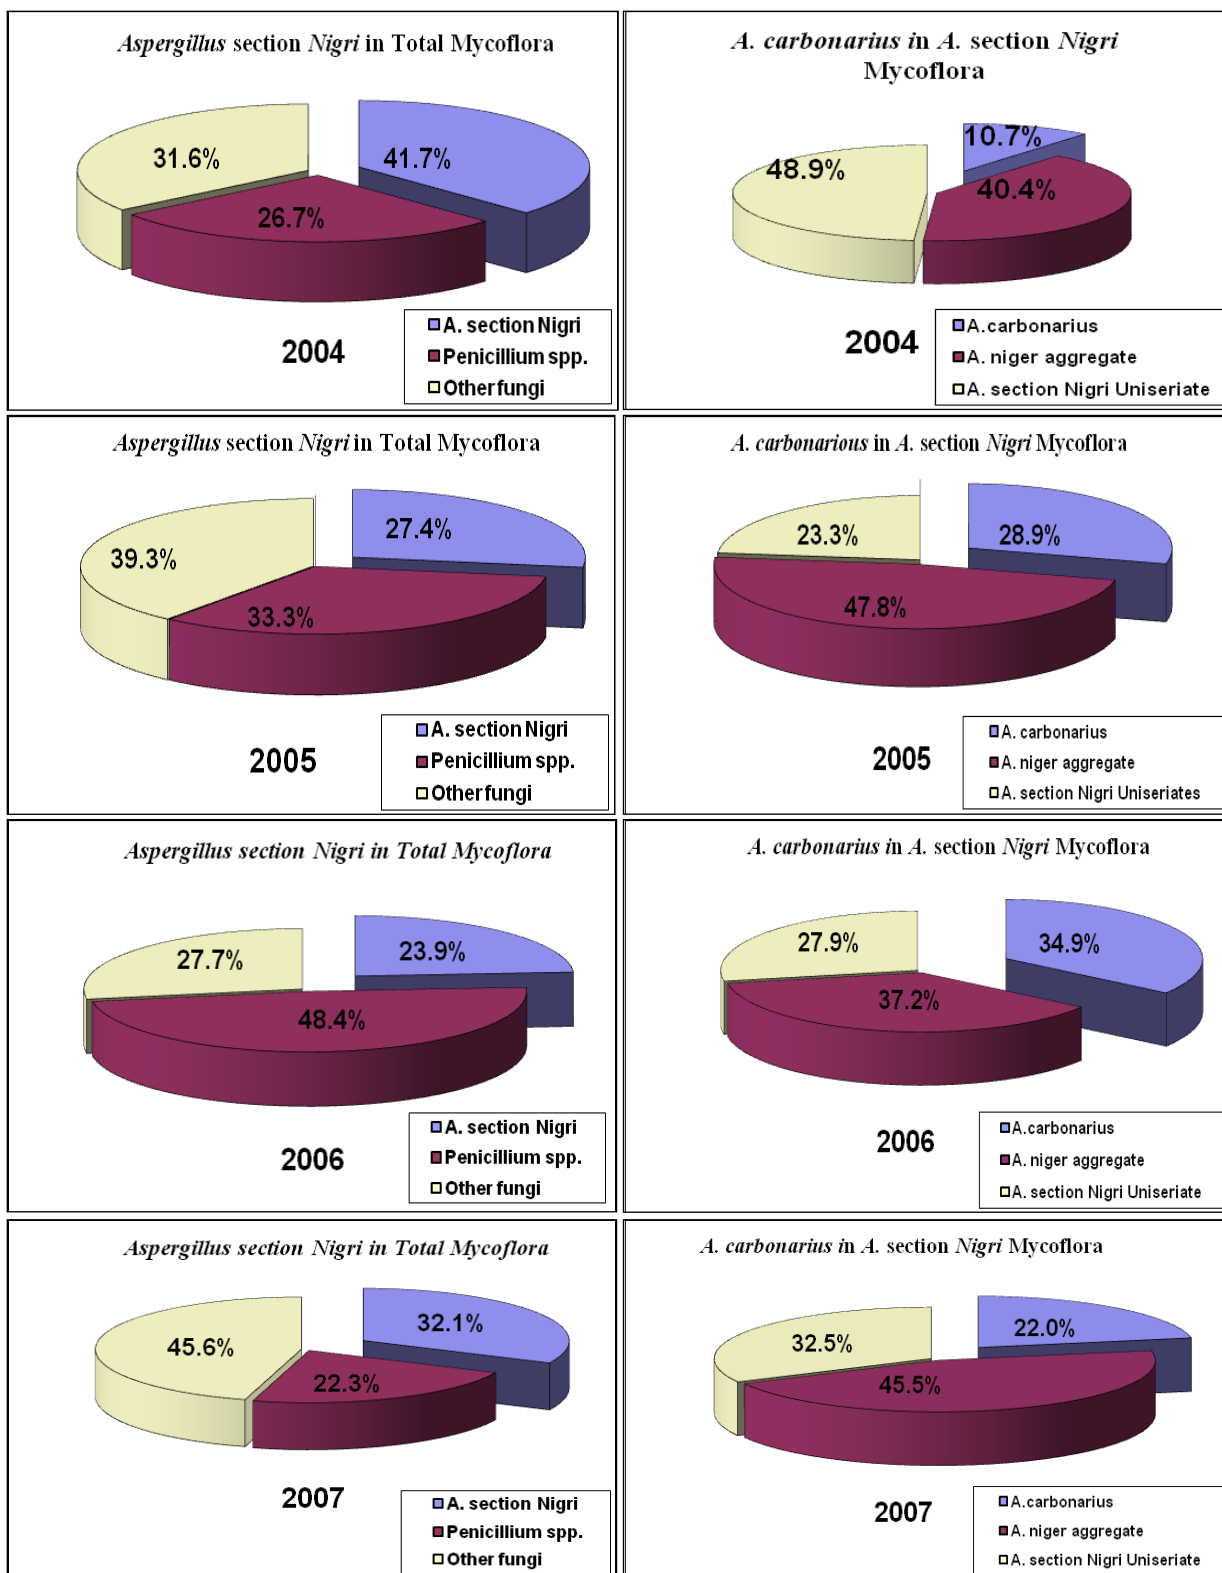 Aspergillus section Nigri in Total Mycoflora
31.6%
41.7%
26.7%
2004
A. section Nigri
Penicillium spp.
Other fungi
A. carbonarius in A. section Nigri
Mycoflora
10.7%
48.9%
40.4%
2004
A.carbonarius
A. niger aggregate
A. section Nigri Uniseriate
Aspergillus section Nigri in Total Mycoflora
27.4%
39.3%
33.3%
2005
A. section Nigri
Penicillium spp.
Other fungi
A. carbonarious in A. section Nigri Mycoflora
23.3%
28.9%
47.8%
2005
A. carbonarius
A. niger aggregate
A. section Nigri Uniseriates
Aspergillus section Nigri in Total Mycoflora
27.7%
23.9%
48.4%
2006
A. section Nigri
Penicillium spp.
Other fungi
A. carbonarius in A. section Nigri Mycoflora
27.9%
34.9%
37.2%
2006
A.carbonarius
A. niger aggregate
A. section Nigri Uniseriate
Aspergillus section Nigri in Total Mycoflora
32.1%
45.6%
22.3%
2007
A. section Nigri
Penicillium spp.
Other fungi
A. carbonarius in A. section Nigri Mycoflora
22.0%
32.5%
45.5%
2007
A.carbonarius
A. niger aggregate
A. section Nigri Uniseriate